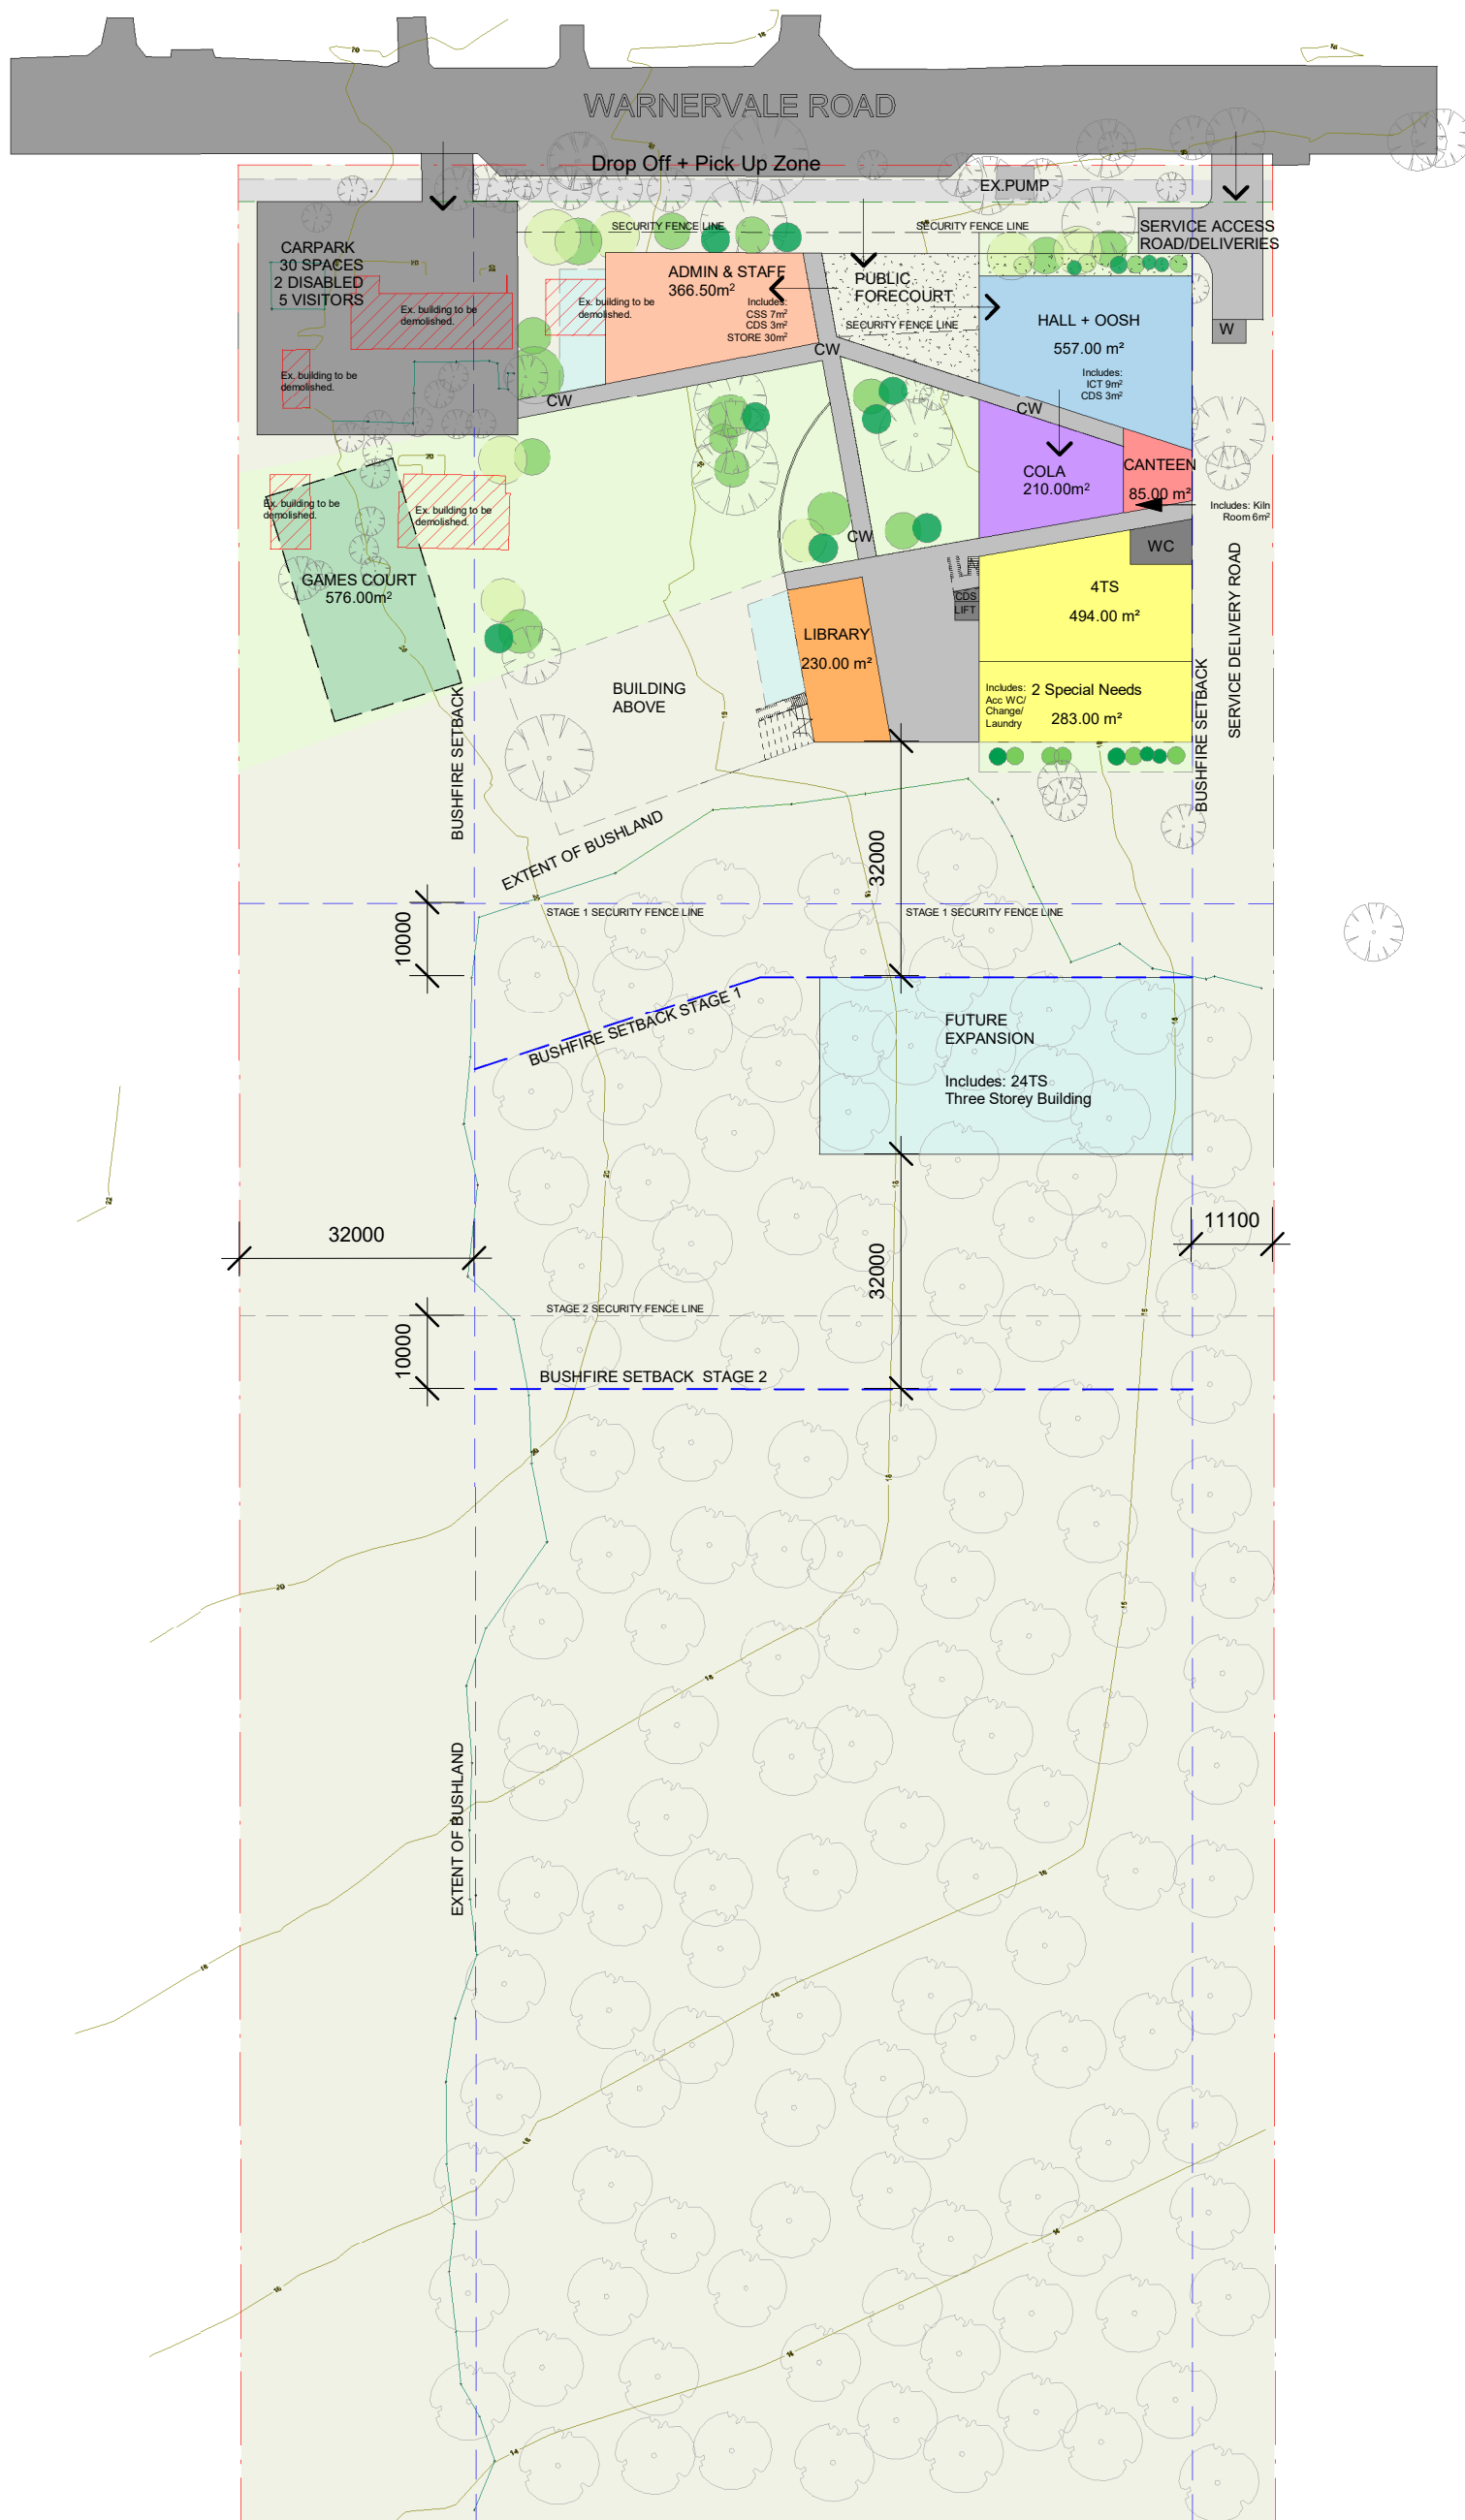 WARNERVALE ROAD
Drop Off + Pick Up Zone
EX.PUMP
SECURITY FENCE LINE
SECURITY FENCE LINE
SERVICE ACCESS
ROAD/DELIVERIES
CARPARK
30 SPACES
2 DISABLED
5 VISITORS
Ex. building to be
demolished.
Ex. building to be
demolished.
Ex. building to be
demolished.
ADMIN & STAFF
366.50m²
Includes:
CSS 7m²
CDS 3m²
STORE 30m²
PUBLIC
FORECOURT
SECURITY FENCE LINE
HALL + OOSH
557.00 m²
Includes:
ICT 9m²
CDS 3m²
W
CW
CW
CW
COLA
210.00m²
CANTEEN
85.00 m²
Includes: Kiln
Room 6m²
Ex. building to be
demolished.
Ex. building to be
demolished.
GAMES COURT
576.00m²
CW
WC
CDS
LIFT
4TS
494.00 m²
LIBRARY
230.00 m²
Includes:
Acc WC/
Change/
Laundry
2 Special Needs
283.00 m²
BUILDING
ABOVE
BUSHFIRE SETBACK
BUSHFIRE SETBACK
SERVICE DELIVERY ROAD
EXTENT OF BUSHLAND
32000
10000
STAGE 1 SECURITY FENCE LINE
STAGE 1 SECURITY FENCE LINE
BUSHFIRE SETBACK STAGE 1
FUTURE
EXPANSION
Includes: 24TS
Three Storey Building
32000
11100
32000
STAGE 2 SECURITY FENCE LINE
10000
BUSHFIRE SETBACK  STAGE 2
EXTENT OF BUSHLAND
22
20
20
18
18
16
14